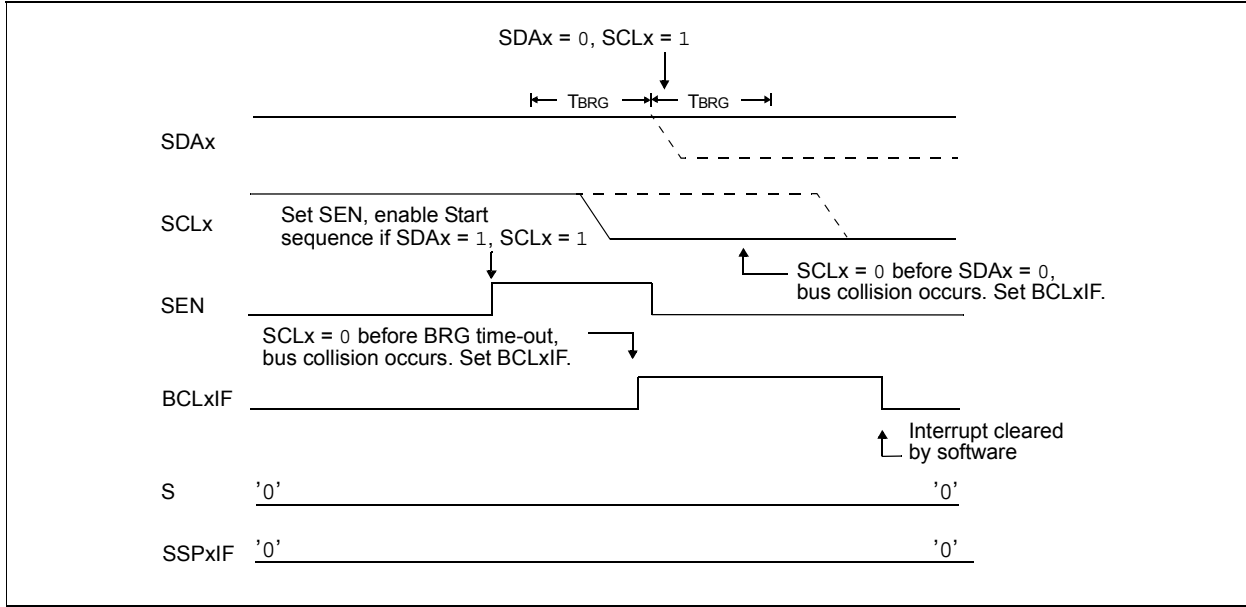 SDAx = 0, SCLx = 1
TBRG TBRG
SDAx
SCLx
Set SEN, enable Start
sequence if SDAx = 1, SCLx = 1
SCLx = 0 before SDAx = 0,
bus collision occurs. Set BCLxIF.
SEN
SCLx = 0 before BRG time-out,
bus collision occurs. Set BCLxIF.
BCLxIF
Interrupt cleared
by software
S '0' '0'
SSPxIF '0' '0'